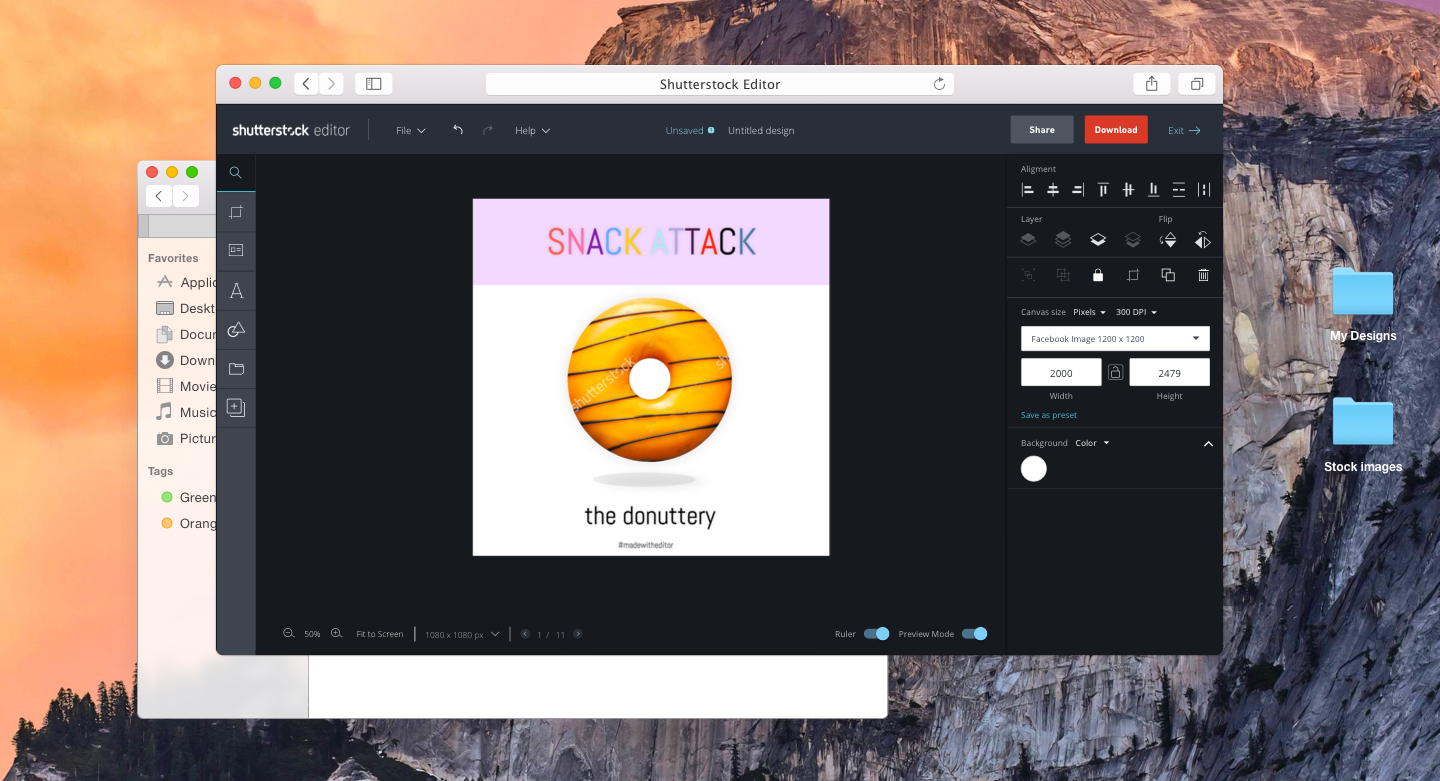 Shutterstock Editor
shutterstock editor
File
Help
Unsaved
Untitled design
Share
Download
Exit
Favorites
Applic
Deskt
Docur
Down
Movie
Music
Pictur
Tags
Green
Orang
SNACK ATTACK
shutterstock
sh
the donuttery
#madewitheditor
50%
Fit to Screen
1080 x 1080 px
1 / 11
Ruler
Preview Mode
Aligment
Layer
Flip
Canvas size Pixels 300 DPI
Facebook Image 1200 x 1200
2000
2479
Width
Height
Save as preset
Background Color
My Designs
Stock images